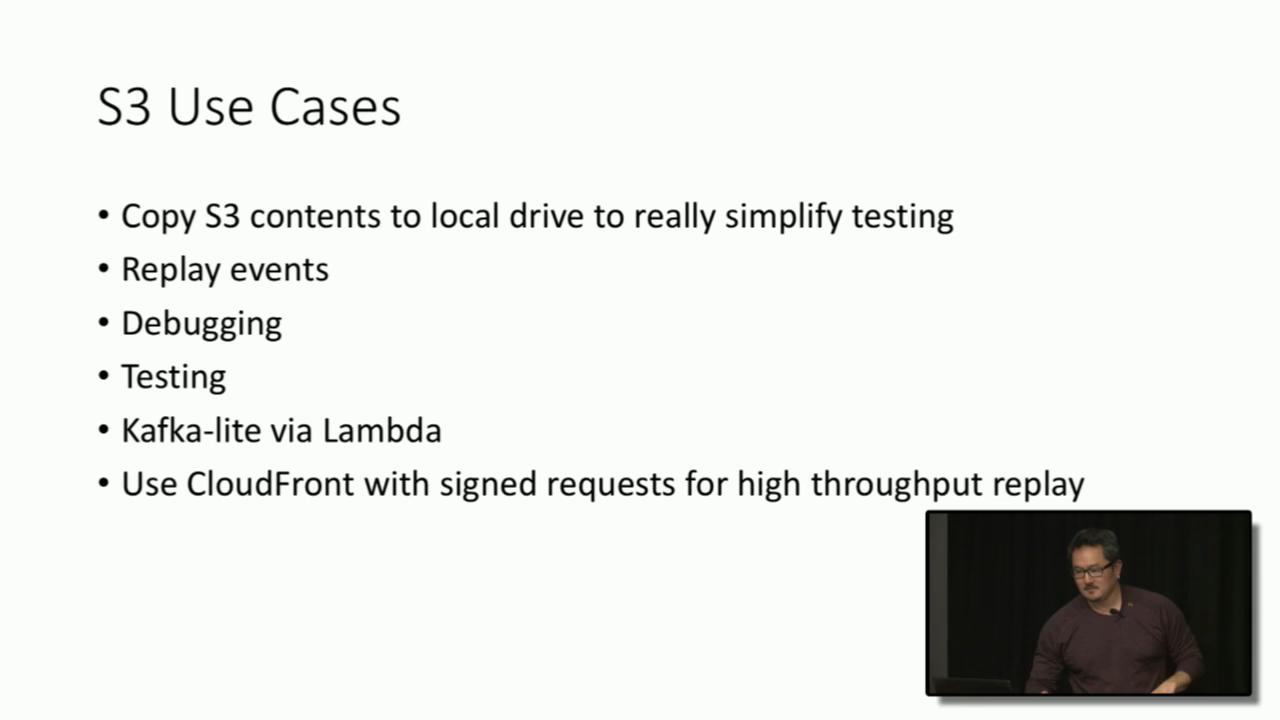 S3 Use Cases
• Copy S3 contents to local drive to really simplify testing
• Replay events
• Debugging
• Testing
• Kafka-lite via Lambda
• Use CloudFront with signed requests for high throughput replay